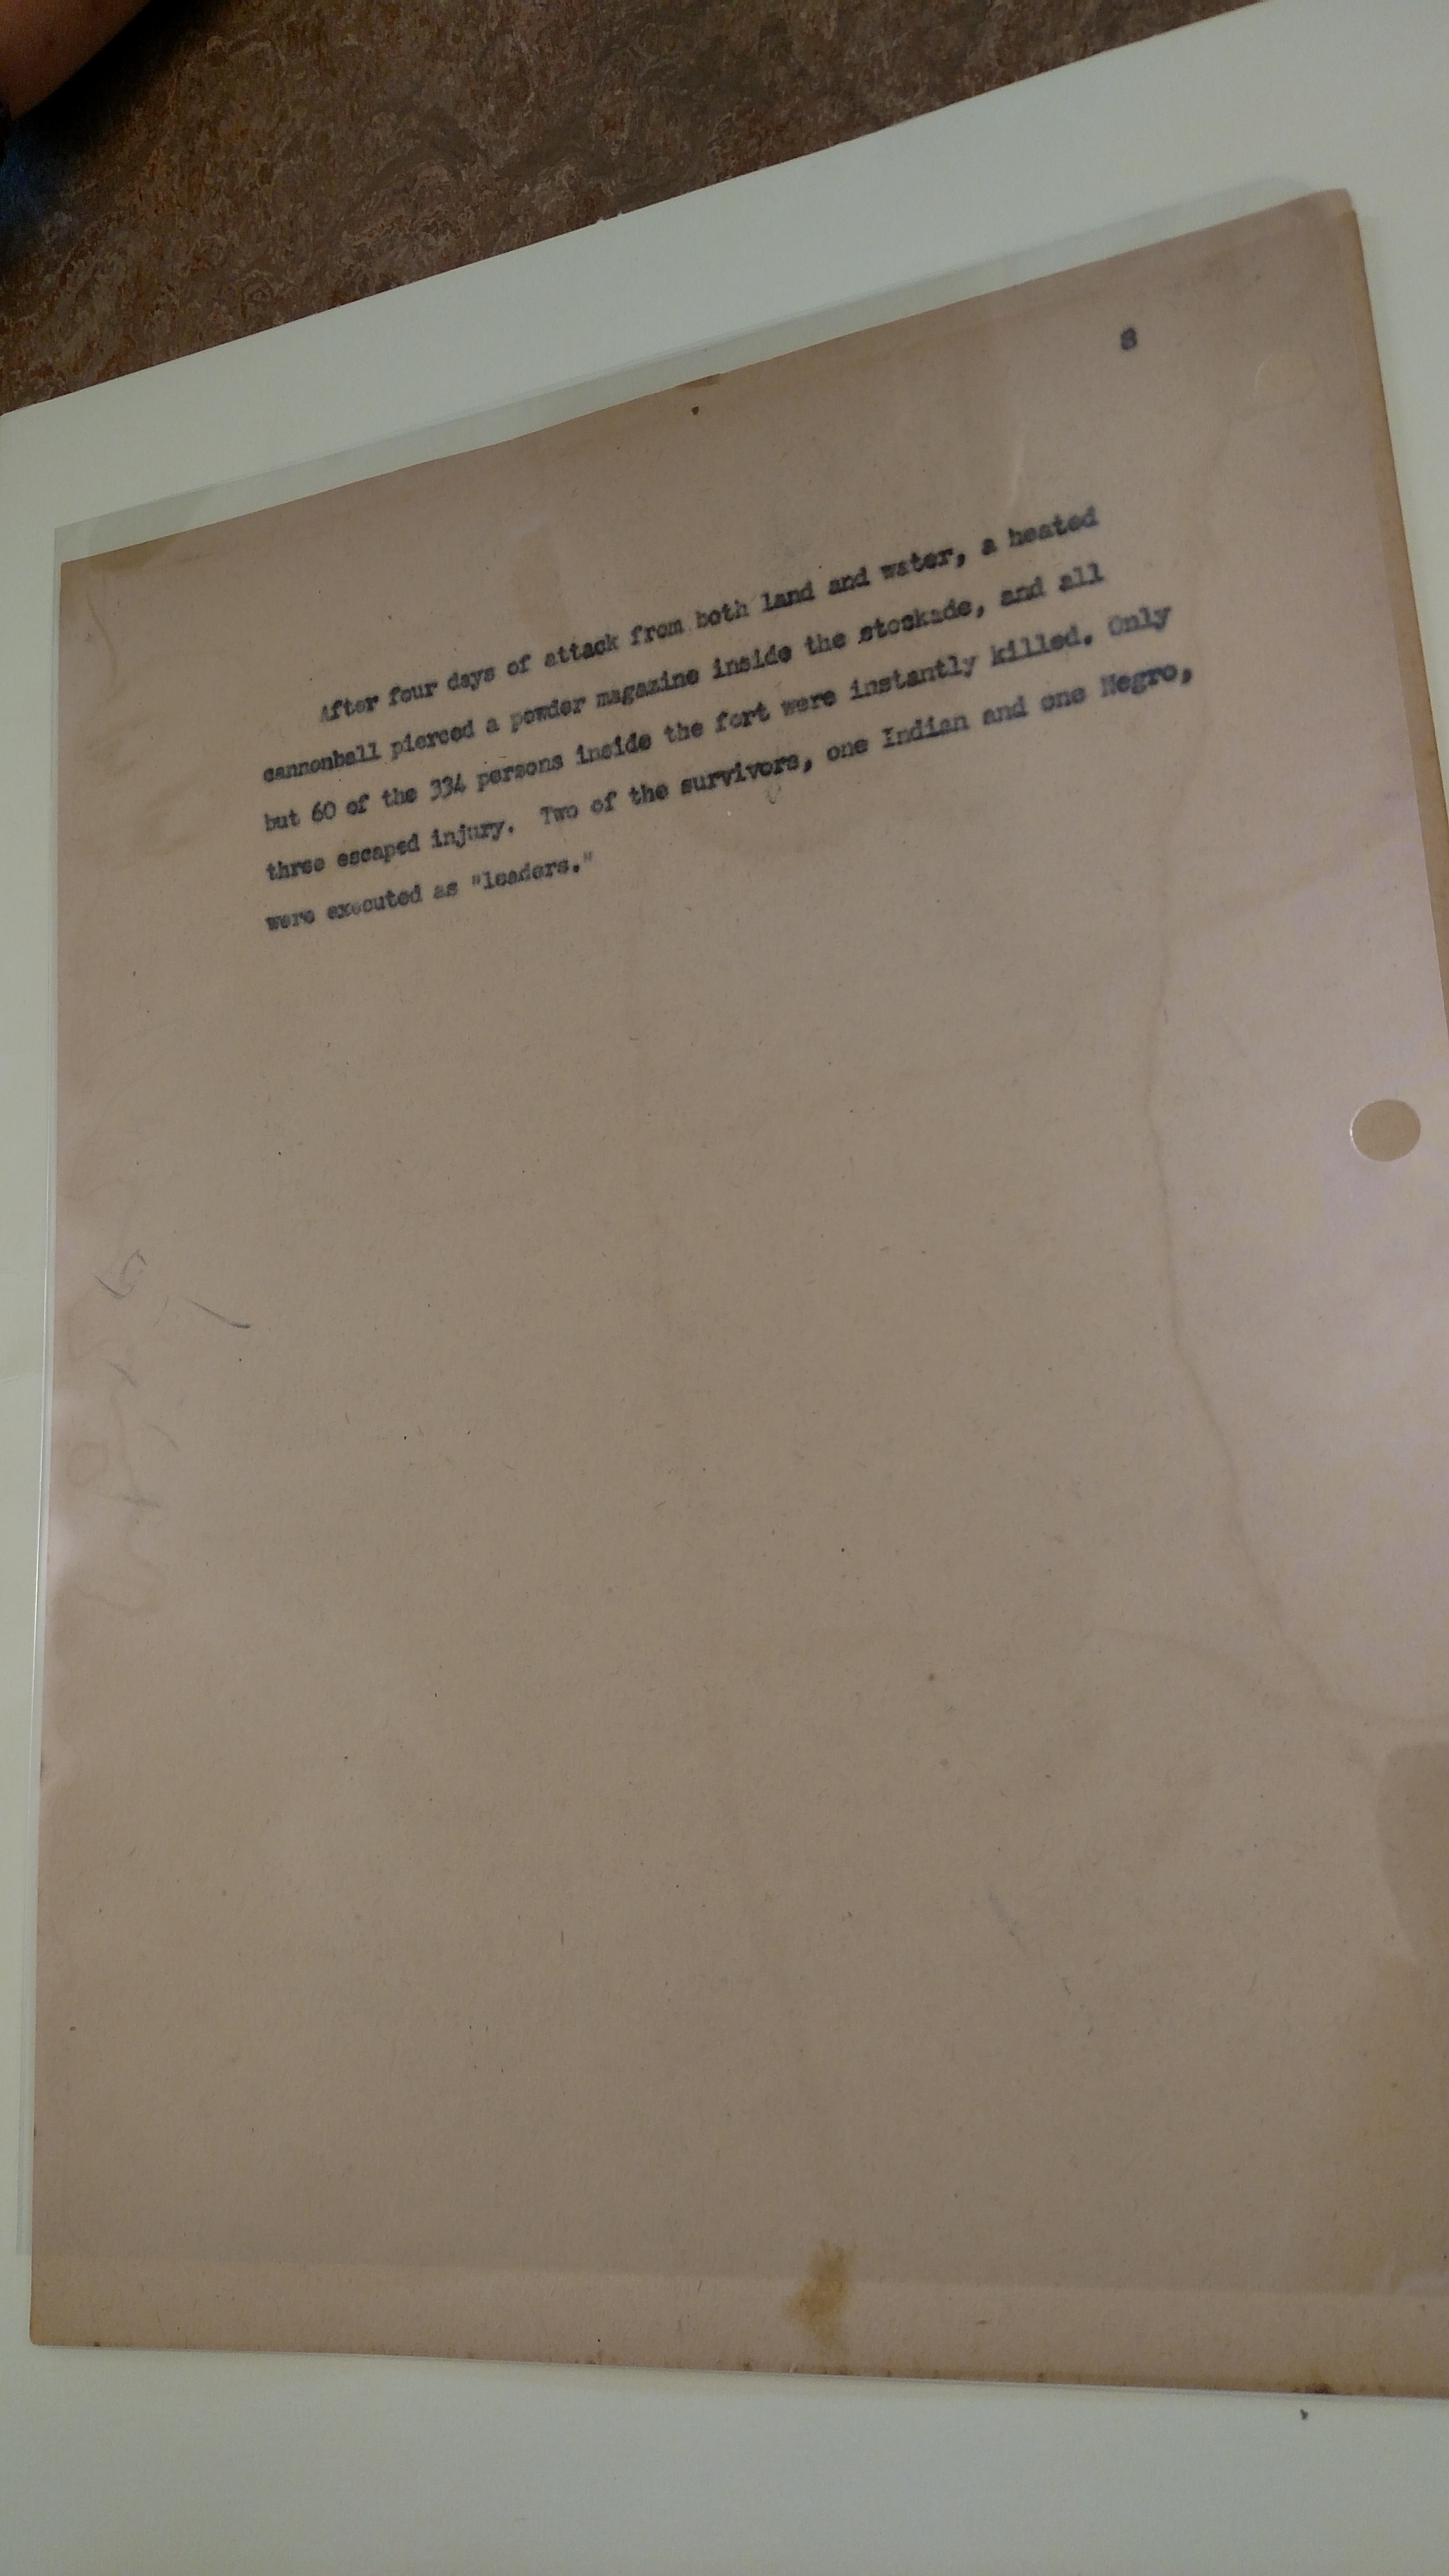 8
After four days of attack from both land and water, a heated
cannonball pierced a powder magazine inside the stockade, and all
but 60 of the 334 persons inside the fort were instantly killed. Only
three escaped injury. Two of the survivors, one Indian and one Negro,
were executed as "leaders."